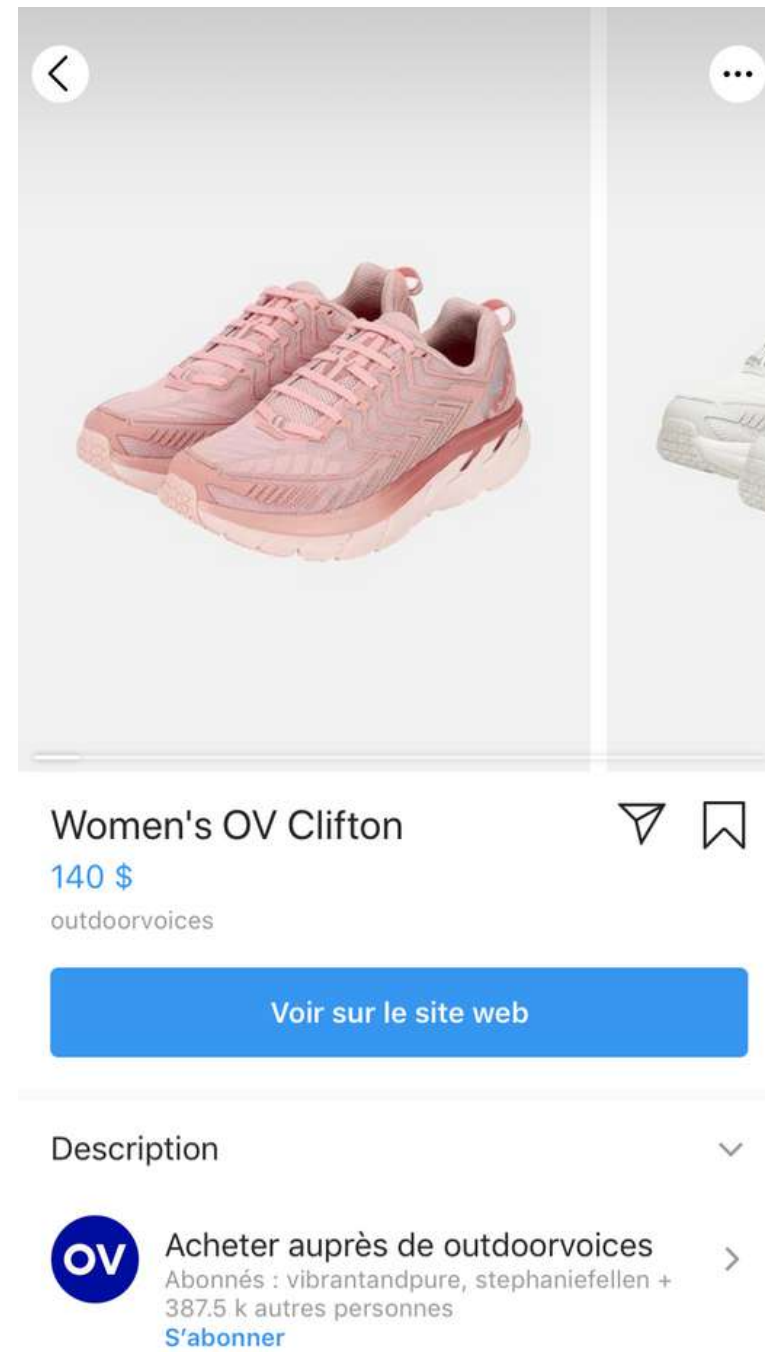 Women's OV Clifton
140 $
outdoorvoices
Voir sur le site web
Description
OV
Acheter auprès de outdoorvoices
Abonnés : vibrantandpure, stephaniefellen +
387.5 k autres personnes
S'abonner